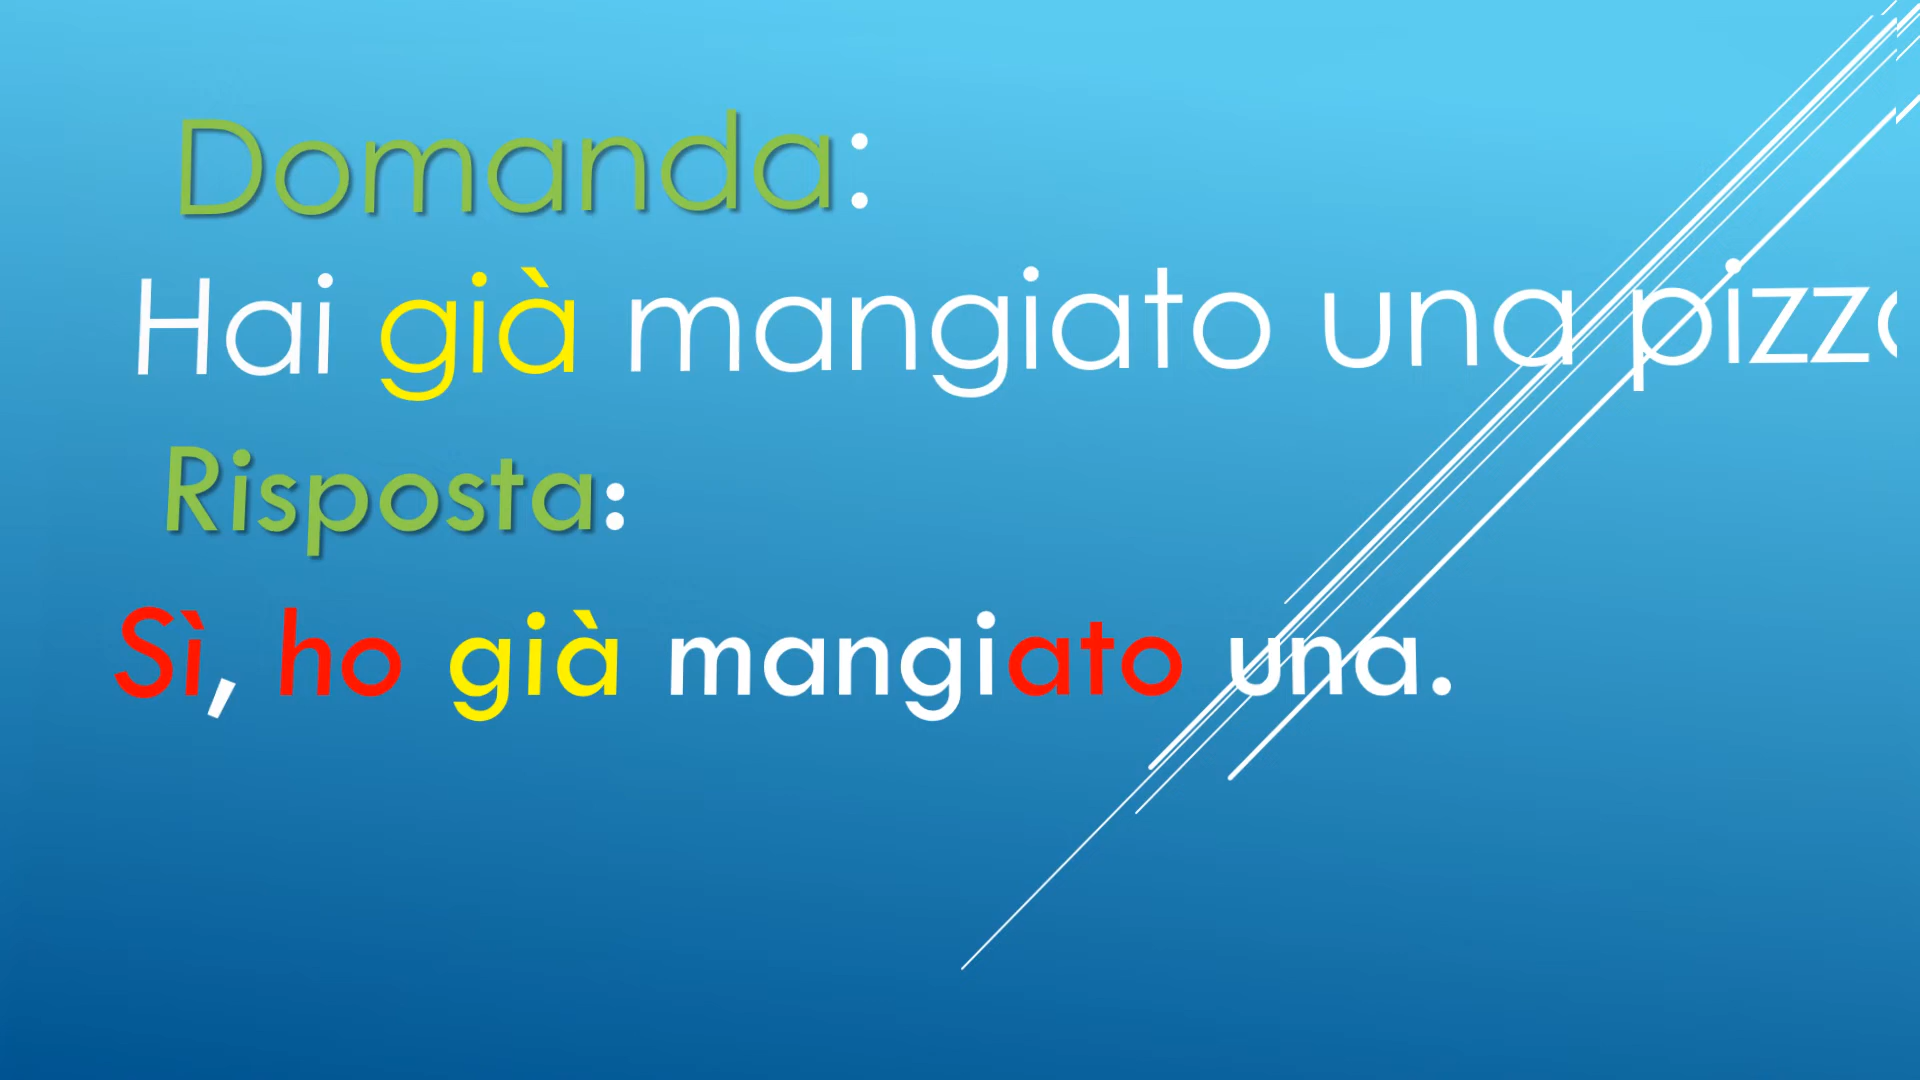 Domanda:
Hai già mangiato una pizz
Risposta:
Sì, ho già mangiato una.